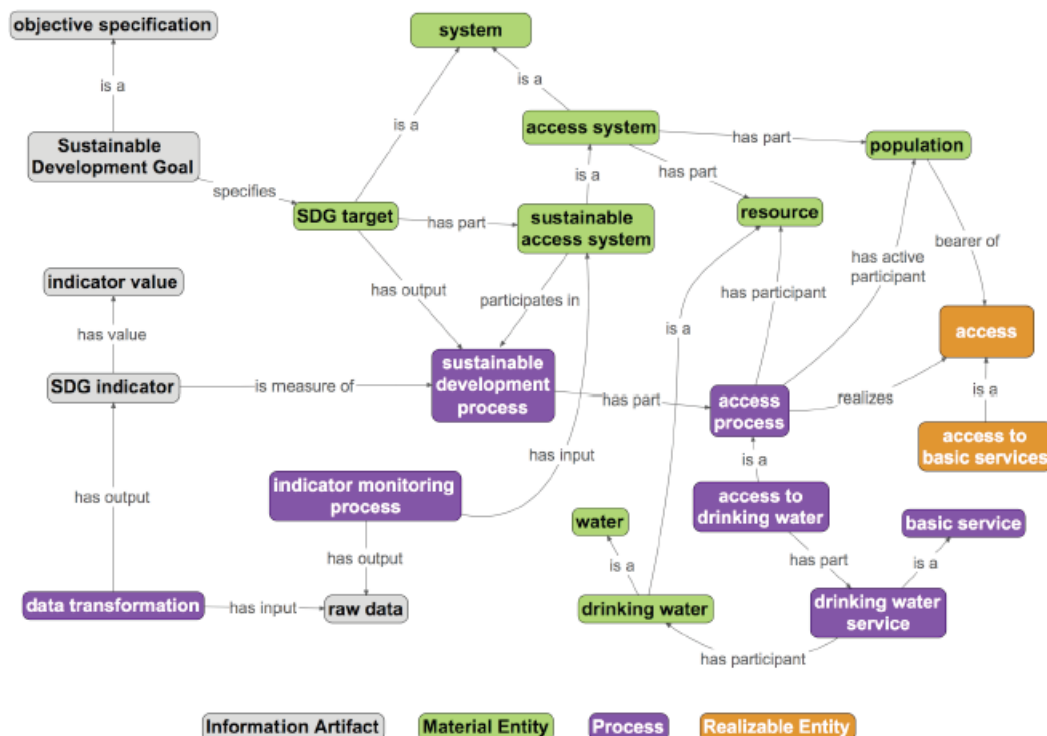 objective specification
system
is a
is a
is a
access system
has part
population
Sustainable
Development Goal
has part
is a
specifies
SDG target
has part
sustainable
access system
resource
bearer of
has active
participant
indicator value
has output
participates in
has participant
is a
access
has value
sustainable
development
process
SDG indicator
is measure of
has part
access
process
realizes
is a
access to
basic services
is a
has input
indicator monitoring
process
has output
access to
drinking water
water
basic service
has output
has part
is a
is a
data transformation
has input
raw data
drinking water
drinking water
service
has participant
Information Artifact
Material Entity
Process
Realizable Entity